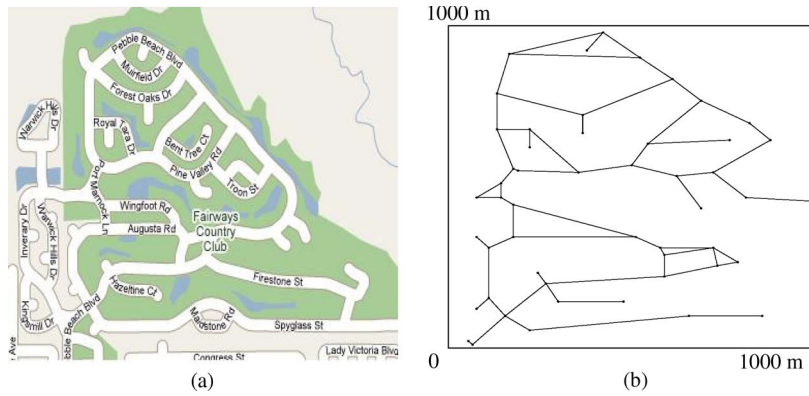 Pebble Beach Blvd
Muirfield Dr
Forest Oaks Dr
Warwick Hills Dr
Royal Tara Dr
Bent Tree Ct
Pine Valley Rd
Troon St
Port Marnock Ln
Wingfoot Rd
Inverary Dr
Warwick Hills Dr
Augusta Rd
Fairways
Country
Club
Firestone St
Hazeltine Ct
Kingsmill Dr
bble Beach Blvd
Maidstone Rd
Spyglass St
Ave
Congress St
Lady Victoria Blvd
(a)
1000 m
0
1000 m
(b)